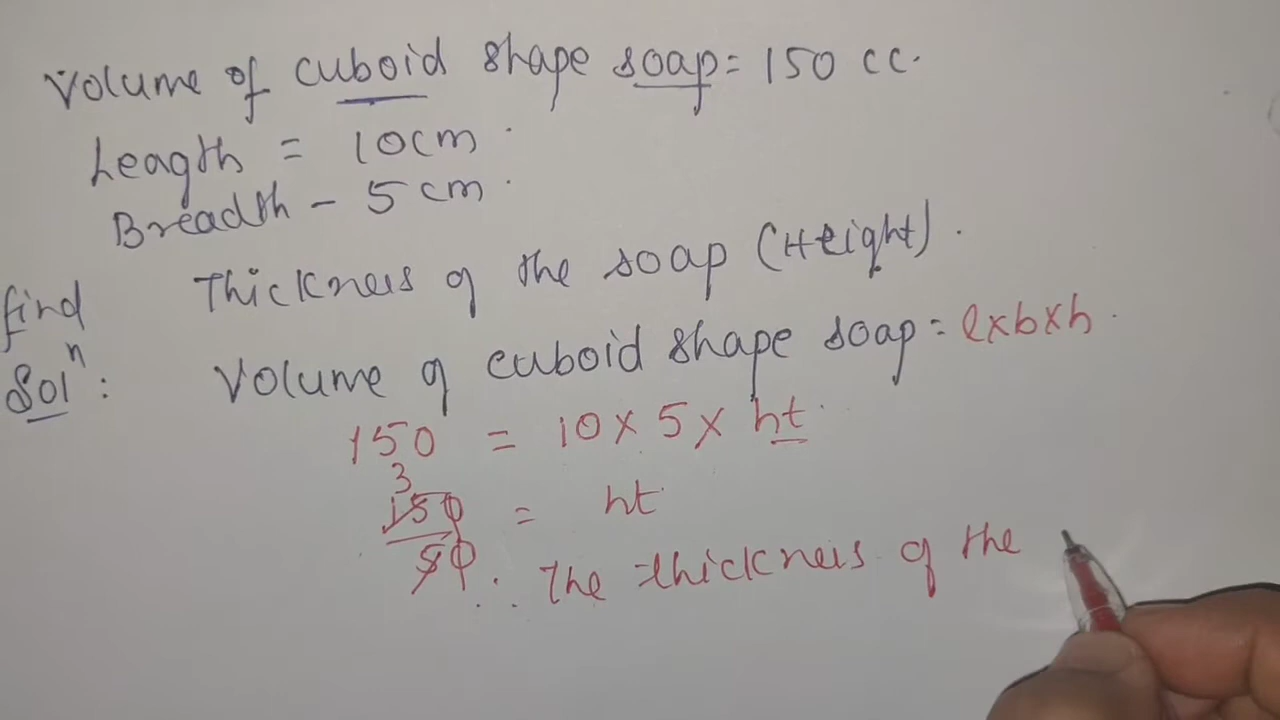 Volume of cuboid shape soap = 150 cc.
Length = 10cm.
Breadth - 5 cm.
find Thickness of the soap (Height).
Solⁿ: Volume of cuboid shape soap = l×b×h.
150 = 10 × 5 × ht.
3
150 = ht.
50
∴ The thickness of the